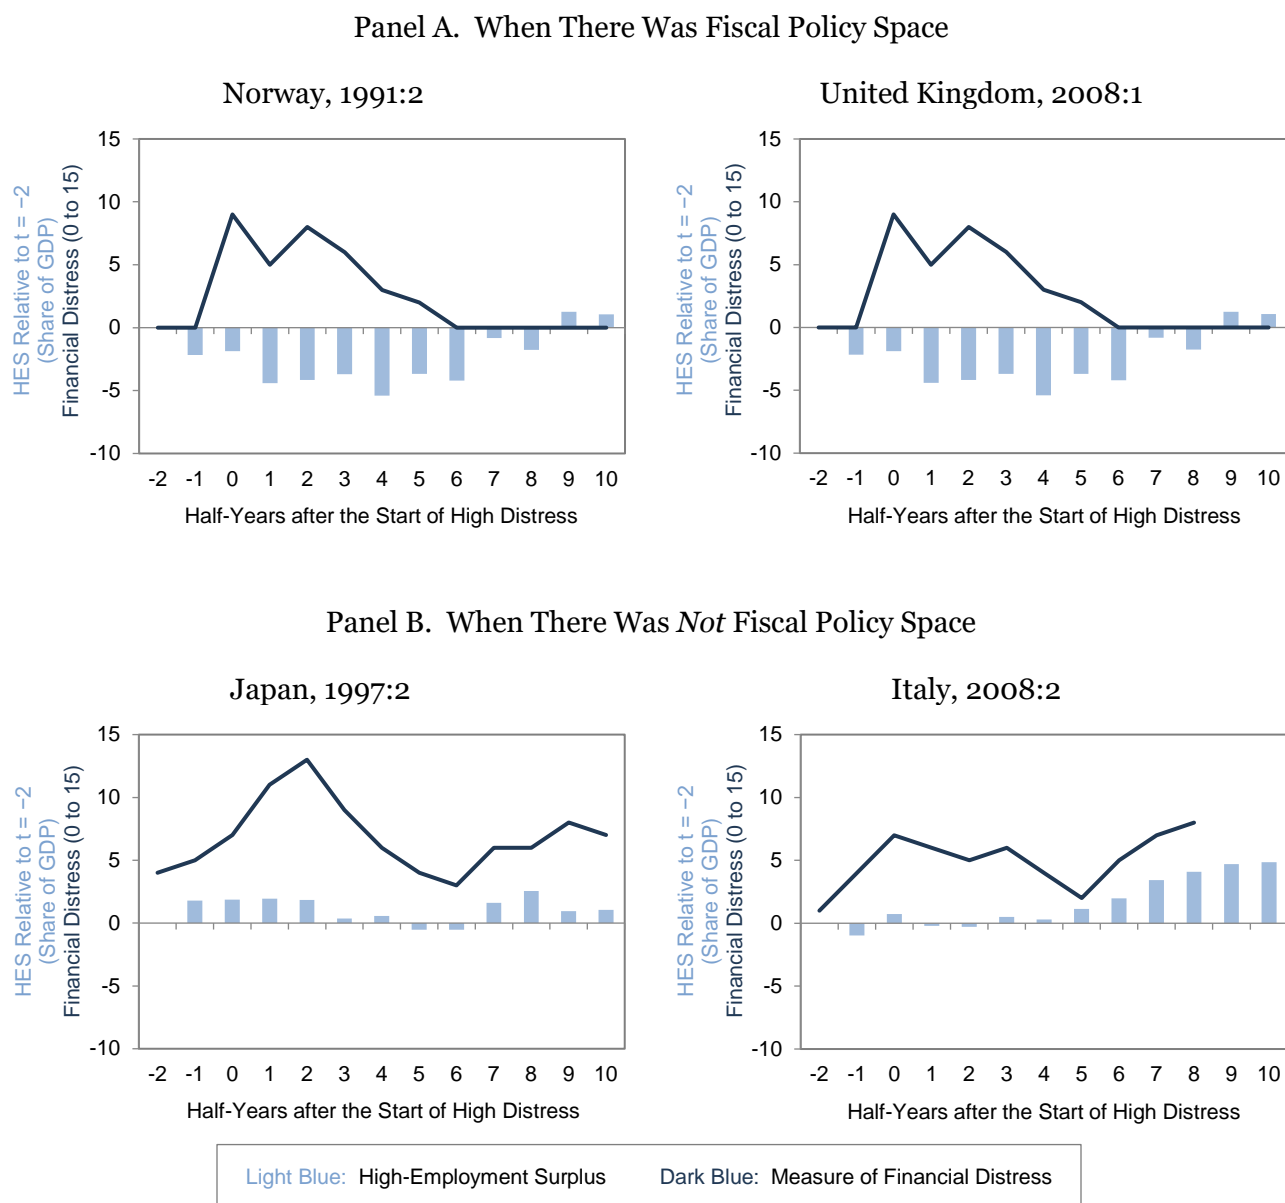 Panel A.  When There Was Fiscal Policy Space
Norway, 1991:2
HES Relative to t = −2
(Share of GDP)
Financial Distress (0 to 15)
15
10
5
0
-5
-10
-2 -1 0 1 2 3 4 5 6 7 8 9 10
Half-Years after the Start of High Distress
United Kingdom, 2008:1
HES Relative to t = −2
(Share of GDP)
Financial Distress (0 to 15)
15
10
5
0
-5
-10
-2 -1 0 1 2 3 4 5 6 7 8 9 10
Half-Years after the Start of High Distress
Panel B.  When There Was Not Fiscal Policy Space
Japan, 1997:2
HES Relative to t = −2
(Share of GDP)
Financial Distress (0 to 15)
15
10
5
0
-5
-10
-2 -1 0 1 2 3 4 5 6 7 8 9 10
Half-Years after the Start of High Distress
Italy, 2008:2
HES Relative to t = −2
(Share of GDP)
Financial Distress (0 to 15)
15
10
5
0
-5
-10
-2 -1 0 1 2 3 4 5 6 7 8 9 10
Half-Years after the Start of High Distress
Light Blue: High-Employment Surplus Dark Blue: Measure of Financial Distress